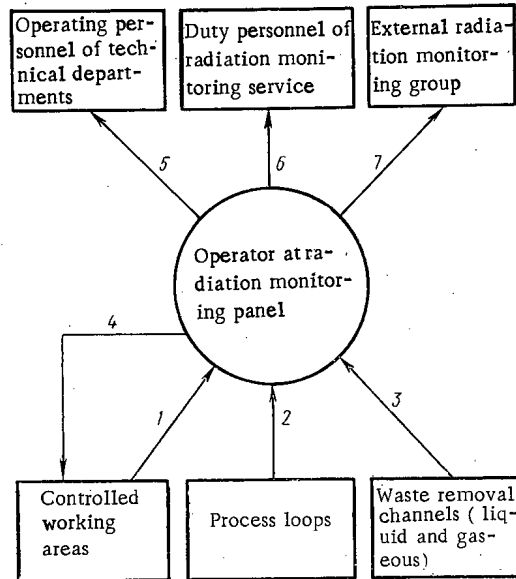 Operating per-
sonnel of tech-
nical depart-
ments
Duty personnel of
radiation moni-
toring service
External radia-
tion monitor-
ing group
5
6
7
Operator at ra-
diation monitor-
ing panel
4
1
2
3
Controlled
working
areas
Process loops
Waste removal
channels ( liq-
uid and gas-
eous)